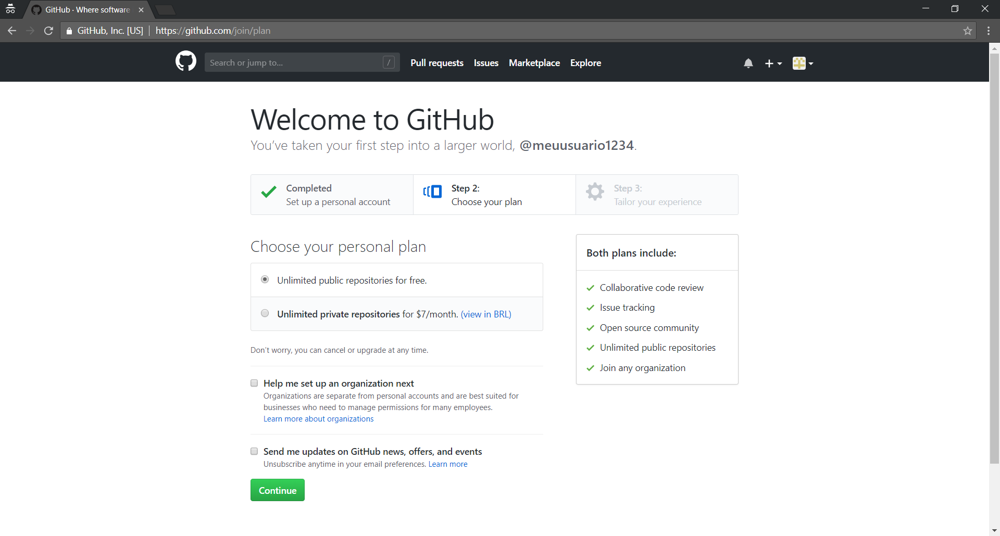 GitHub · Where software
GitHub, Inc. [US] https://github.com/join/plan
Search or jump to... / Pull requests Issues Marketplace Explore
Welcome to GitHub
You’ve taken your first step into a larger world, @meuusuario1234.
Completed
Set up a personal account
Step 2:
Choose your plan
Step 3:
Tailor your experience
Choose your personal plan
Unlimited public repositories for free.
Unlimited private repositories for $7/month. (view in BRL)
Don’t worry, you can cancel or upgrade at any time.
Help me set up an organization next
Organizations are separate from personal accounts and are best suited for
businesses who need to manage permissions for many employees.
Learn more about organizations
Send me updates on GitHub news, offers, and events
Unsubscribe anytime in your email preferences. Learn more
Continue
Both plans include:
Collaborative code review
Issue tracking
Open source community
Unlimited public repositories
Join any organization